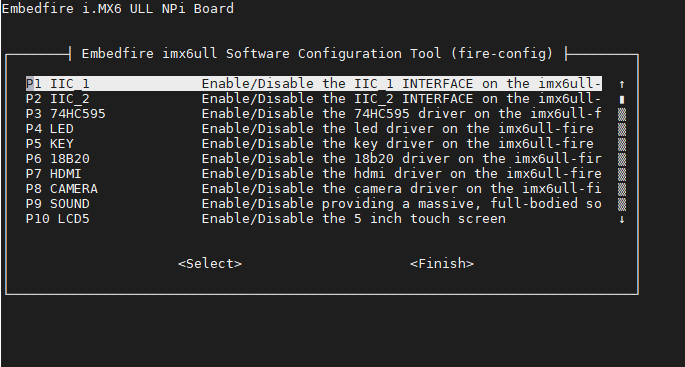 Embedfire i.MX6 ULL NPi Board
Embedfire imx6ull Software Configuration Tool (fire-config)
P1 IIC_1 Enable/Disable the IIC_1 INTERFACE on the imx6ull-
P2 IIC_2 Enable/Disable the IIC_2 INTERFACE on the imx6ull-
P3 74HC595 Enable/Disable the 74HC595 driver on the imx6ull-f
P4 LED Enable/Disable the led driver on the imx6ull-fire
P5 KEY Enable/Disable the key driver on the imx6ull-fire
P6 18B20 Enable/Disable the 18b20 driver on the imx6ull-fir
P7 HDMI Enable/Disable the hdmi driver on the imx6ull-fire
P8 CAMERA Enable/Disable the camera driver on the imx6ull-fi
P9 SOUND Enable/Disable providing a massive, full-bodied so
P10 LCD5 Enable/Disable the 5 inch touch screen
<Select> <Finish>